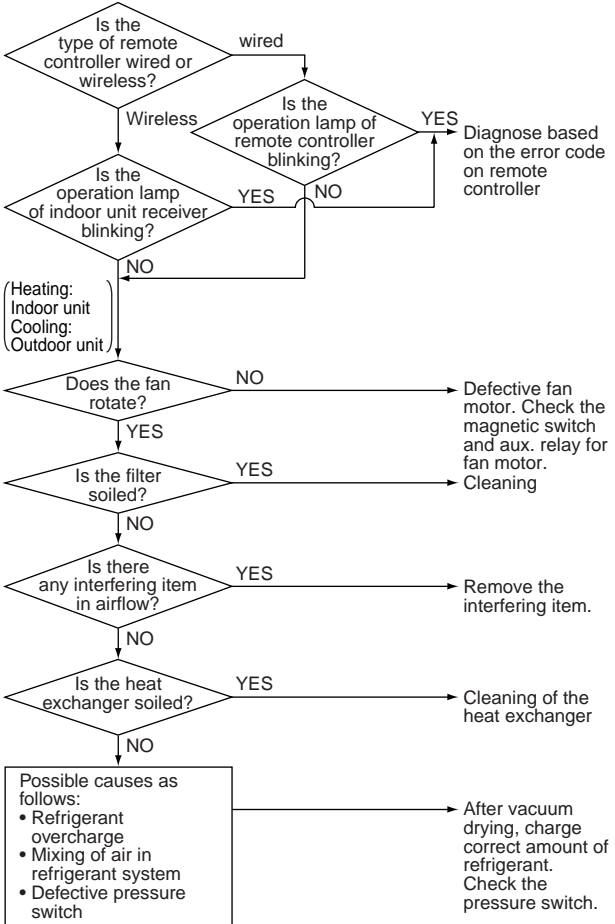 Is the
type of remote
controller wired or
wireless?
wired
Wireless
Is the
operation lamp of
remote controller
blinking?
YES
Diagnose based
on the error code
on remote
controller
NO
Is the
operation lamp
of indoor unit receiver
blinking?
YES
NO
Heating:
Indoor unit
Cooling:
Outdoor unit
Does the fan
rotate?
NO
Defective fan
motor. Check the
magnetic switch
and aux. relay for
fan motor.
YES
Is the filter
soiled?
YES
Cleaning
NO
Is there
any interfering item
in airflow?
YES
Remove the
interfering item.
NO
Is the heat
exchanger soiled?
YES
Cleaning of the
heat exchanger
NO
Possible causes as
follows:
• Refrigerant
overcharge
• Mixing of air in
refrigerant system
• Defective pressure
switch
After vacuum
drying, charge
correct amount of
refrigerant.
Check the
pressure switch.